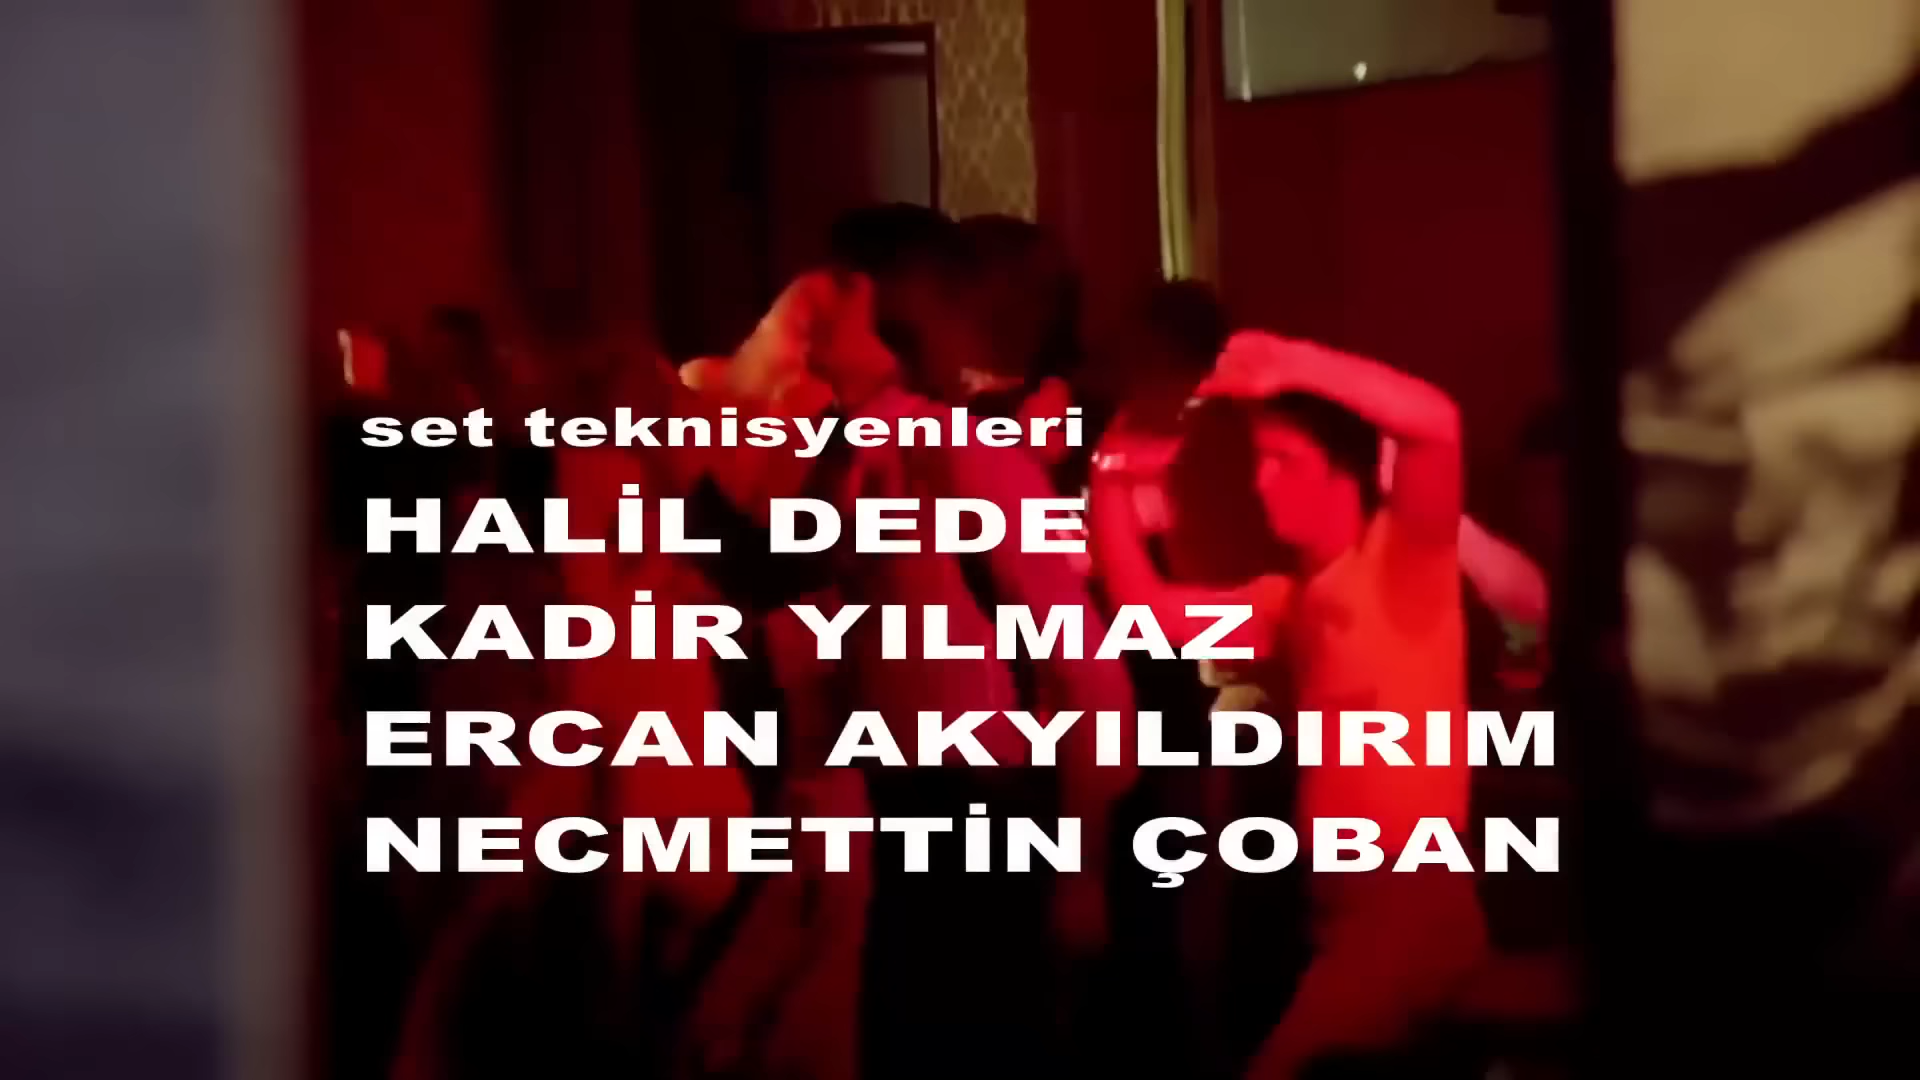 set teknisyenleri
HALİL DEDE
KADİR YILMAZ
ERCAN AKYILDIRIM
NECMETTİN ÇOBAN